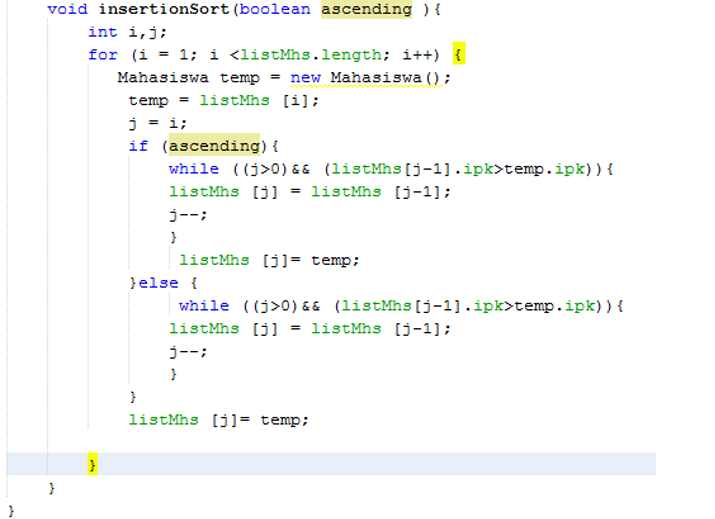 void insertionSort(boolean ascending ){
int i,j;
for (i = 1; i <listMhs.length; i++) {
Mahasiswa temp = new Mahasiswa();
temp = listMhs [i];
j = i;
if (ascending){
while ((j>0)&& (listMhs[j-1].ipk>temp.ipk)){
listMhs [j] = listMhs [j-1];
j--;
}
listMhs [j]= temp;
}else {
while ((j>0)&& (listMhs[j-1].ipk>temp.ipk)){
listMhs [j] = listMhs [j-1];
j--;
}
}
listMhs [j]= temp;
}
}
}